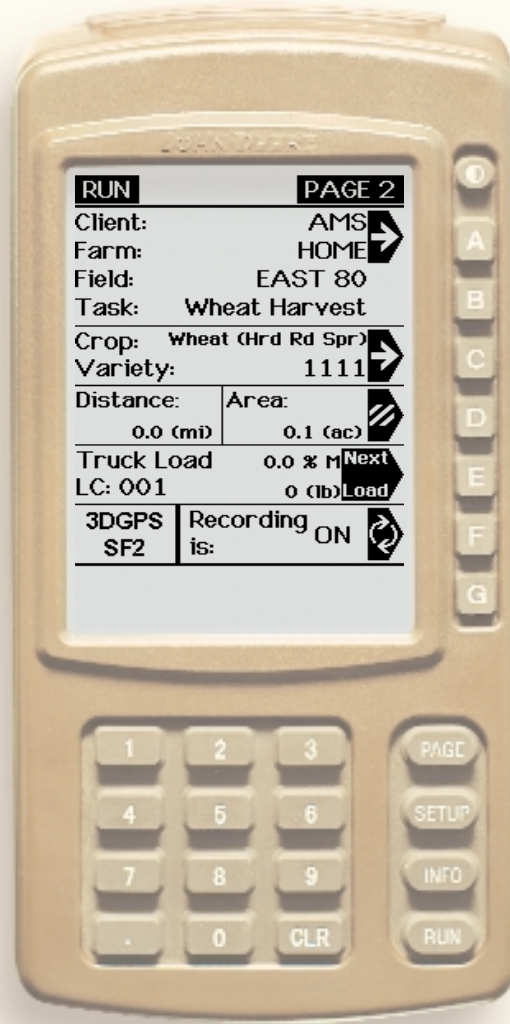 JOHN DEERE
RUN PAGE 2
Client: AMS
Farm: HOME
Field: EAST 80
Task: Wheat Harvest
Crop: Wheat (Hrd Rd Spr)
Variety: 1111
Distance: Area:
0.0 (mi) 0.1 (ac)
Truck Load 0.0 % M Next
LC: 001 0 (lb) Load
3DGPS SF2 Recording is: ON
A
B
C
D
E
F
G
1 2 3 PAGE
4 5 6 SETUP
7 8 9 INFO
. 0 CLR RUN